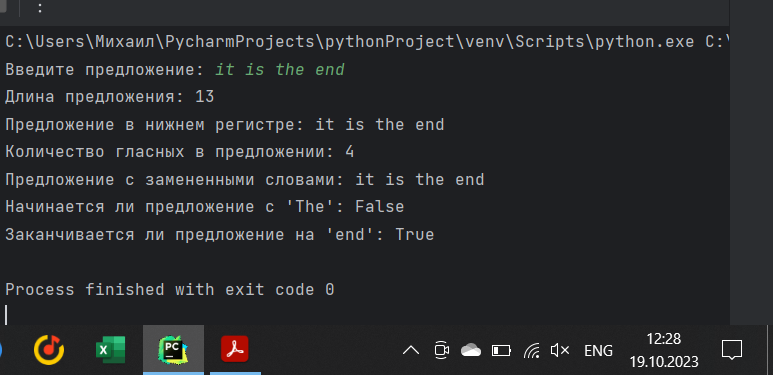 :
C:\Users\Михаил\PycharmProjects\pythonProject\venv\Scripts\python.exe C:\
Введите предложение: it is the end
Длина предложения: 13
Предложение в нижнем регистре: it is the end
Количество гласных в предложении: 4
Предложение с замененными словами: it is the end
Начинается ли предложение с 'The': False
Заканчивается ли предложение на 'end': True
Process finished with exit code 0
PC
ENG
12:28
19.10.2023